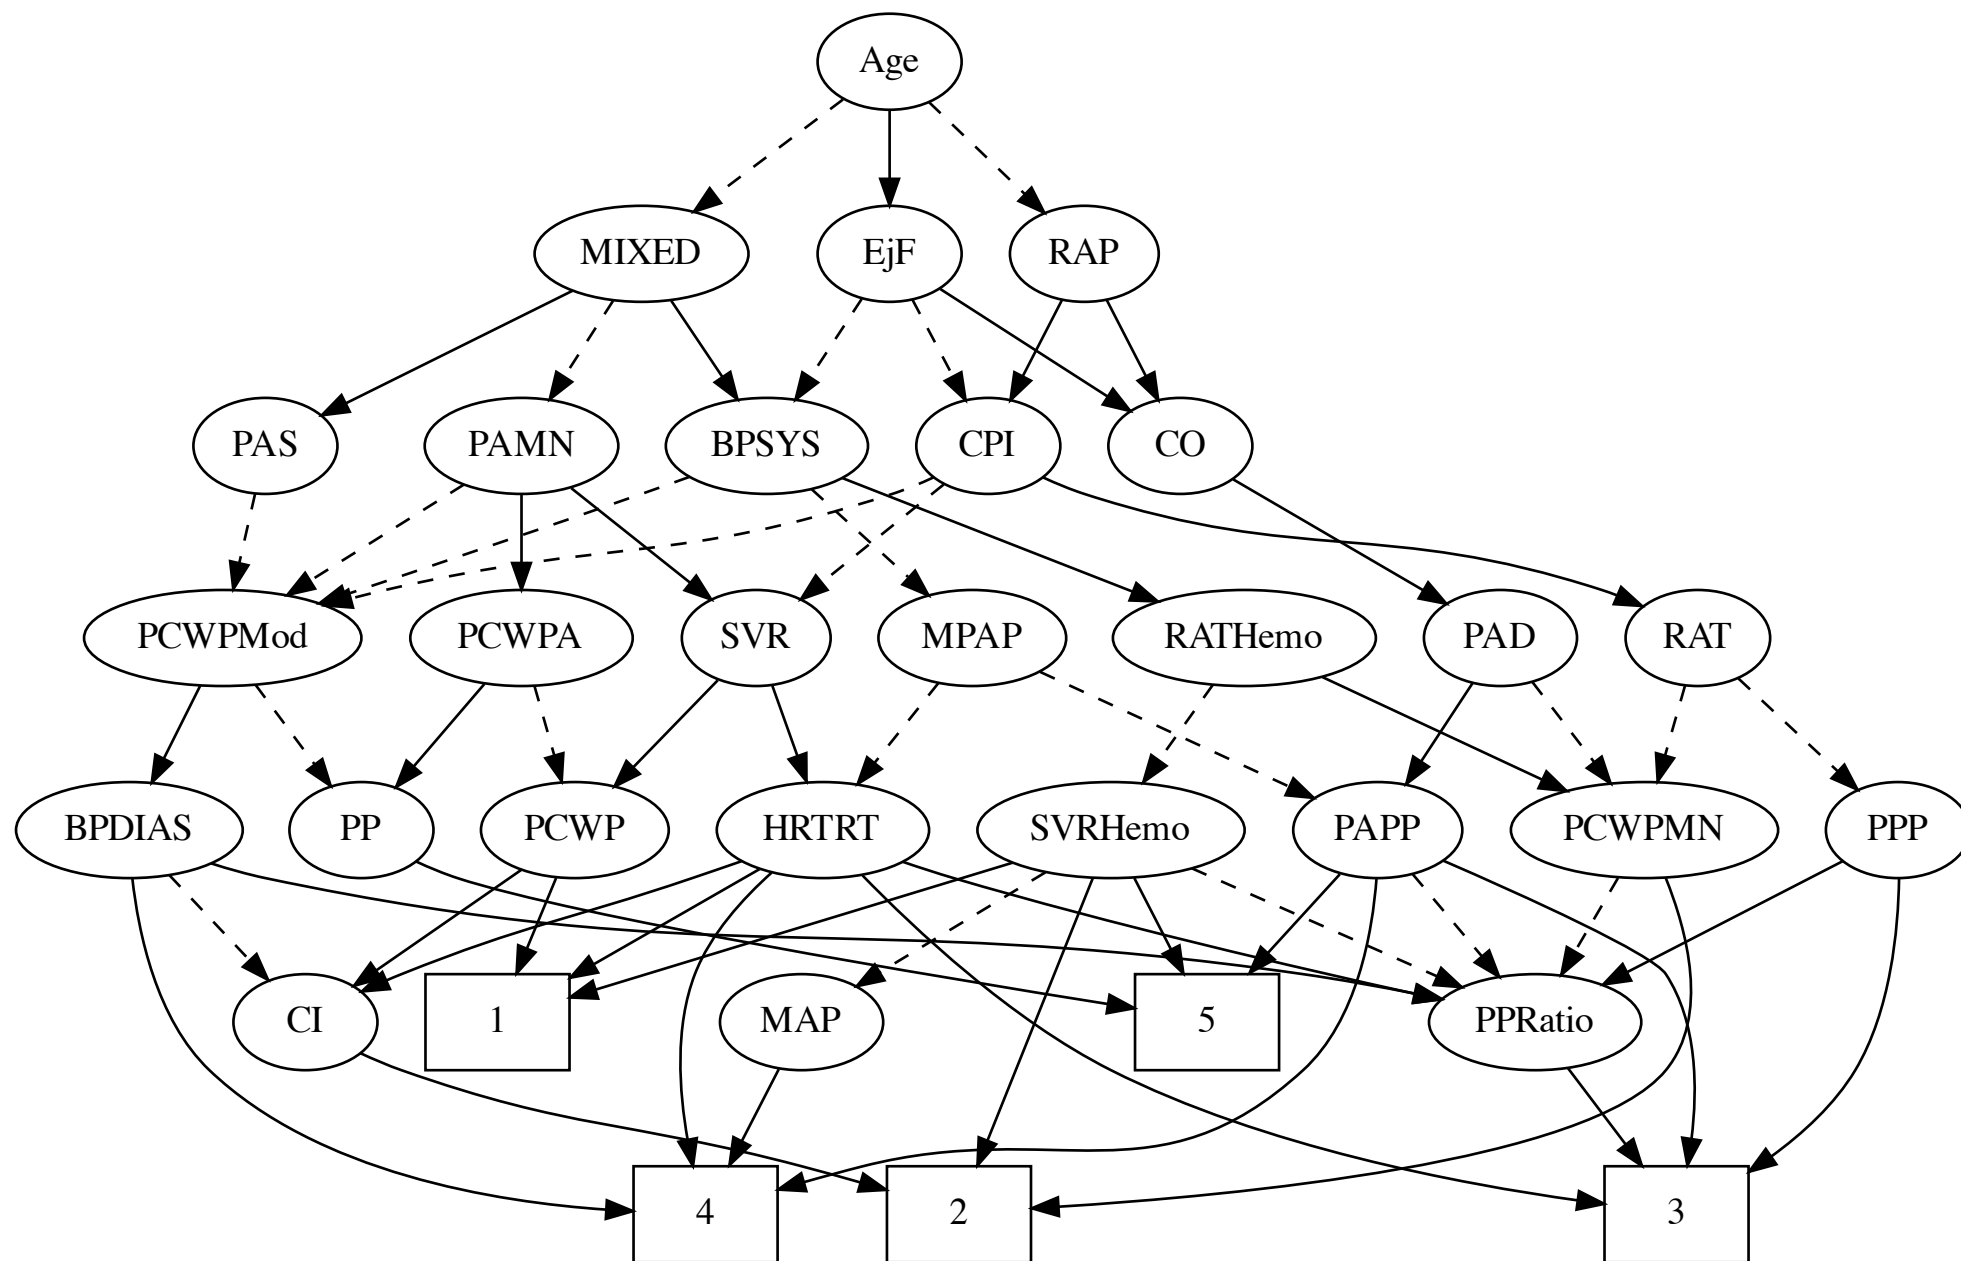 Age
MIXED
EjF
RAP
PAS
PAMN
BPSYS
CPI
CO
PCWPMod
PCWPA
SVR
MPAP
RATHemo
PAD
RAT
BPDIAS
PP
PCWP
HRTRT
SVRHemo
PAPP
PCWPMN
PPP
CI
1
MAP
5
PPRatio
4
2
3